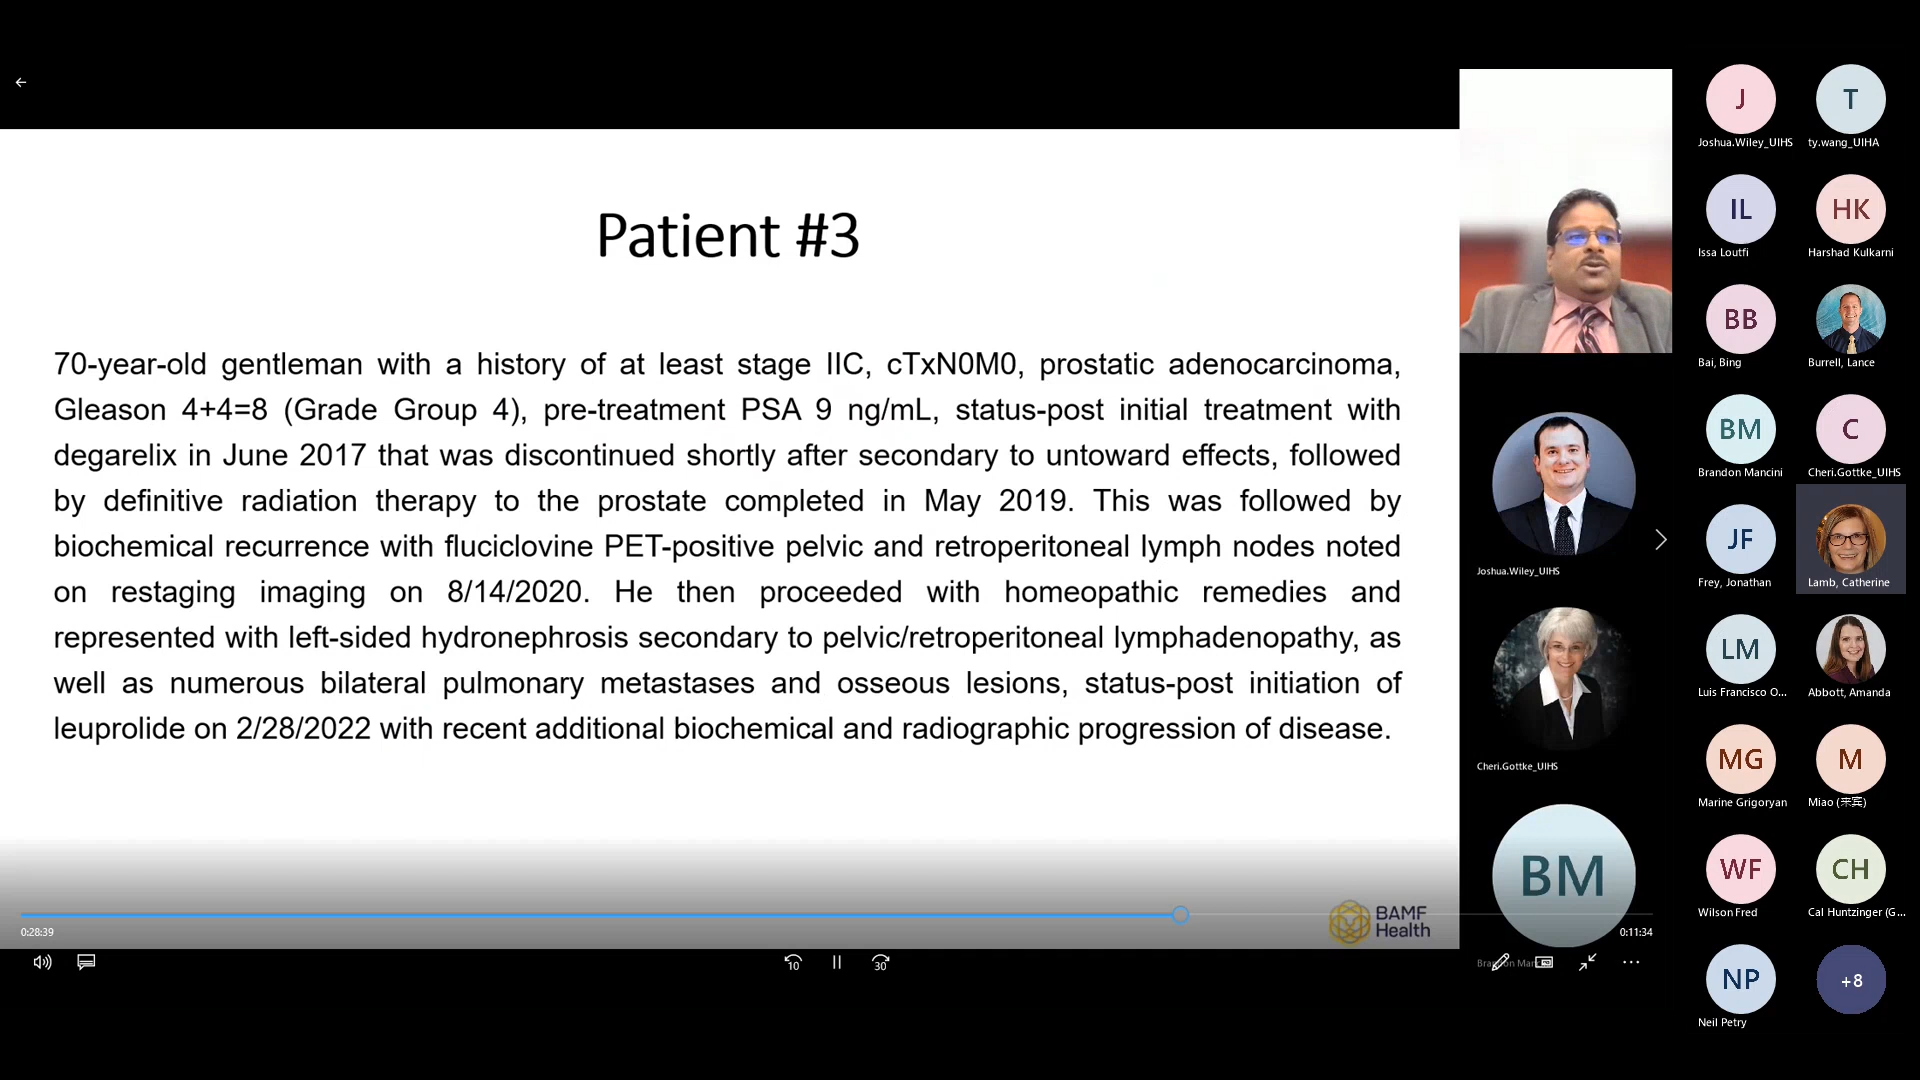 Patient #3
70-year-old gentleman with a history of at least stage IIC, cTxN0M0, prostatic adenocarcinoma,
Gleason 4+4=8 (Grade Group 4), pre-treatment PSA 9 ng/mL, status-post initial treatment with
degarelix in June 2017 that was discontinued shortly after secondary to untoward effects, followed
by definitive radiation therapy to the prostate completed in May 2019. This was followed by
biochemical recurrence with fluciclovine PET-positive pelvic and retroperitoneal lymph nodes noted
on restaging imaging on 8/14/2020. He then proceeded with homeopathic remedies and
represented with left-sided hydronephrosis secondary to pelvic/retroperitoneal lymphadenopathy, as
well as numerous bilateral pulmonary metastases and osseous lesions, status-post initiation of
leuprolide on 2/28/2022 with recent additional biochemical and radiographic progression of disease.
BAMF
Health
0:28:39
0:11:34
10
30
Joshua.Wiley_UIHS
Cheri.Gottke_UIHS
BM
J
Joshua.Wiley_UIHS
T
ty.wang_UIHA
IL
Issa Loutfi
HK
Harshad Kulkarni
BB
Bai, Bing
Burrell, Lance
BM
Brandon Mancini
C
Cheri.Gottke_UIHS
JF
Frey, Jonathan
Lamb, Catherine
LM
Luis Francisco O...
Abbott, Amanda
MG
Marine Grigoryan
M
Miao (来宾)
WF
Wilson Fred
CH
Cal Huntzinger (G...
NP
Neil Petry
+8